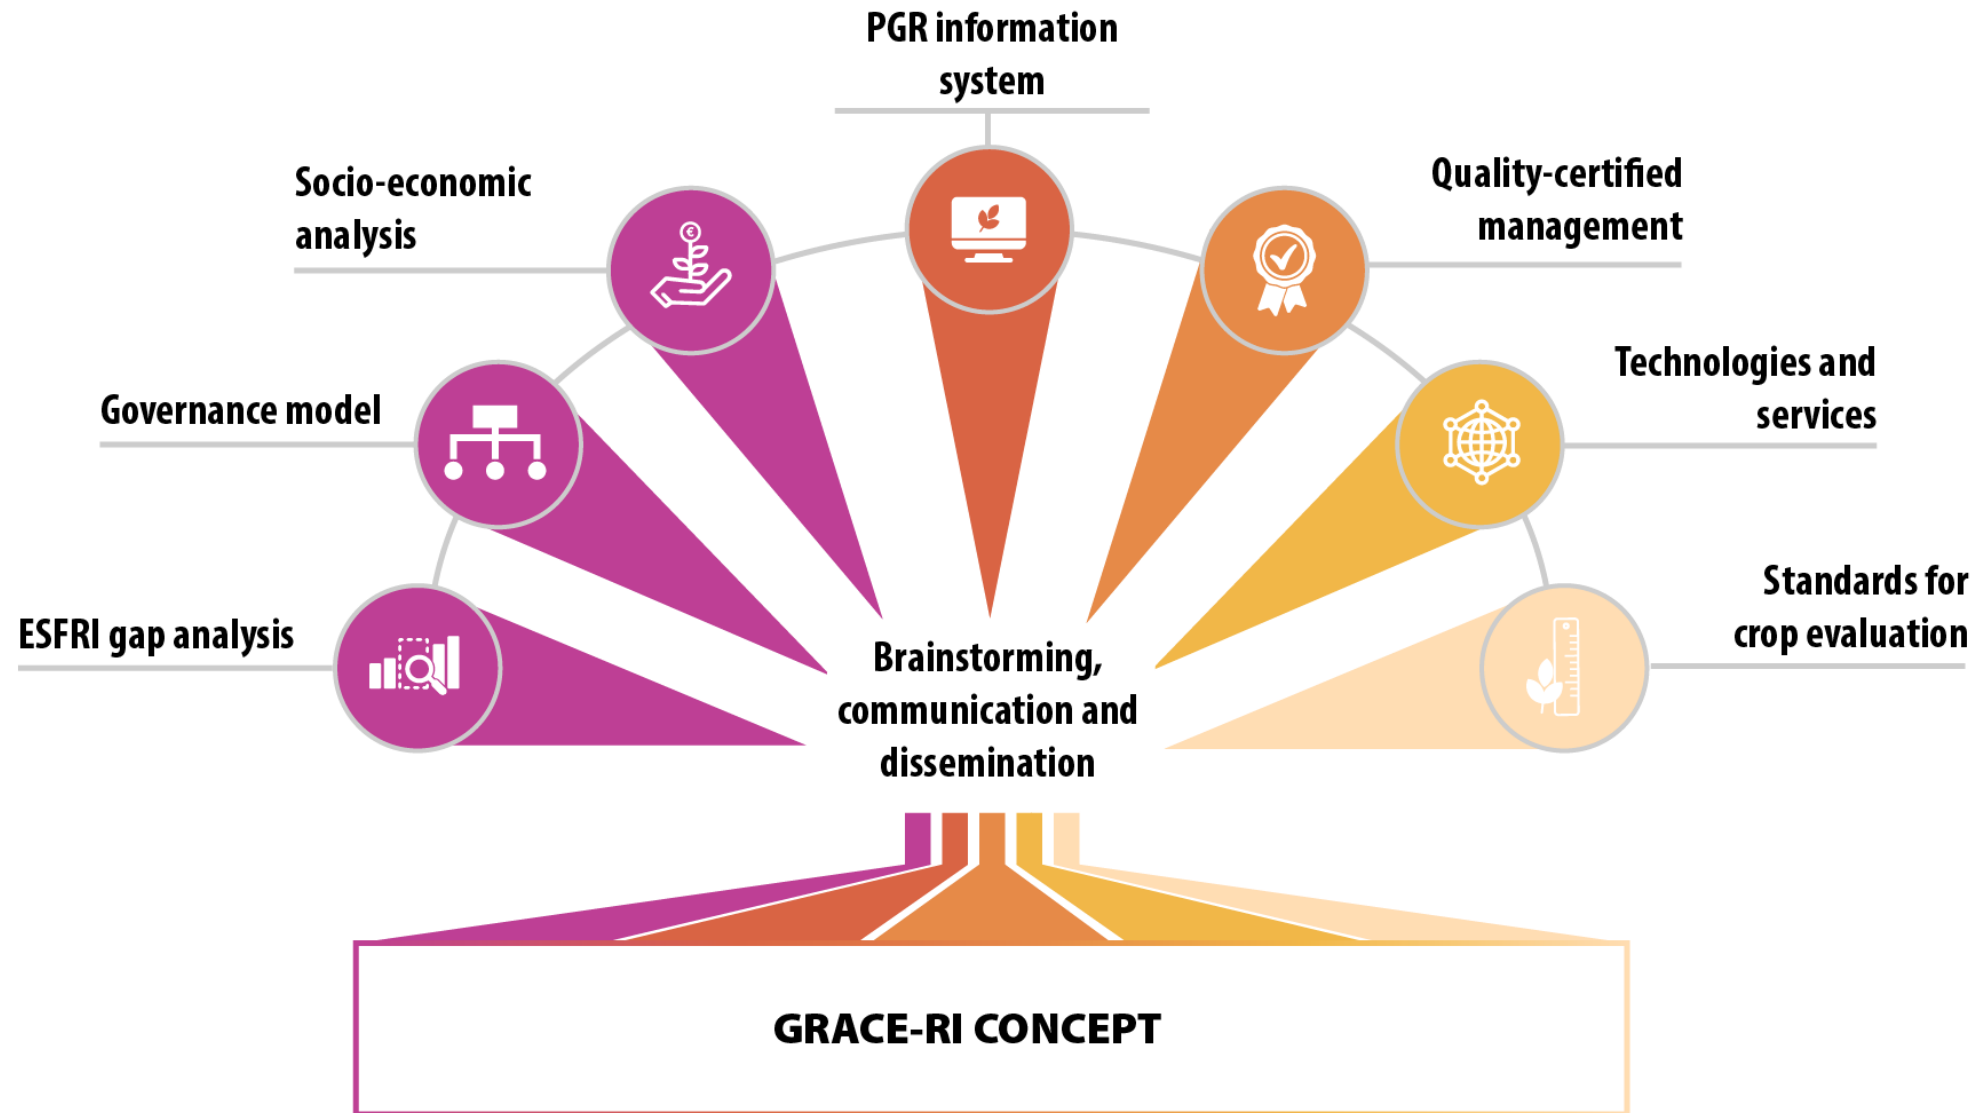 PGR information
system
Socio-economic
analysis
Quality-certified
management
Governance model
Technologies and
services
ESFRI gap analysis
Standards for
crop evaluation
€
Brainstorming,
communication and
dissemination
GRACE-RI CONCEPT